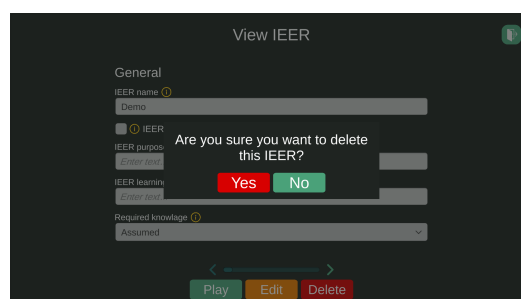 View IEER
General
IEER name
Demo
IEER
Are you sure you want to delete
this IEER?
IEER purpos
Enter text.
Yes No
IEER learning
Enter text.
Required knowlage
Assumed
Play Edit Delete